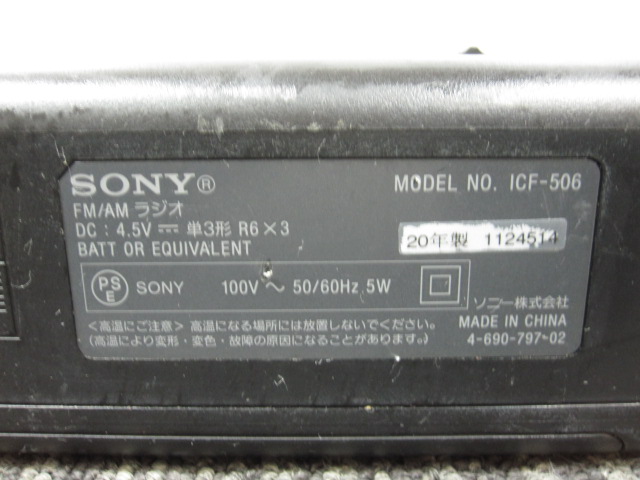 SONY®
MODEL NO. ICF-506
FM/AM ラジオ
DC : 4.5V ⎓ 単3形 R6×3
BATT OR EQUIVALENT
20年製 1124514
PSE SONY 100V ～ 50/60Hz 5W
ソニー株式会社
MADE IN CHINA
4-690-797-02
<高温にご注意> 高温になる場所には放置しないでください。
(高温により変形・変色・故障の原因になることがあります。)